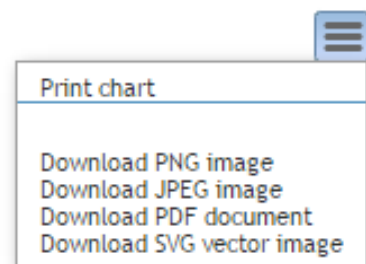 Print chart
Download PNG image
Download JPEG image
Download PDF document
Download SVG vector image